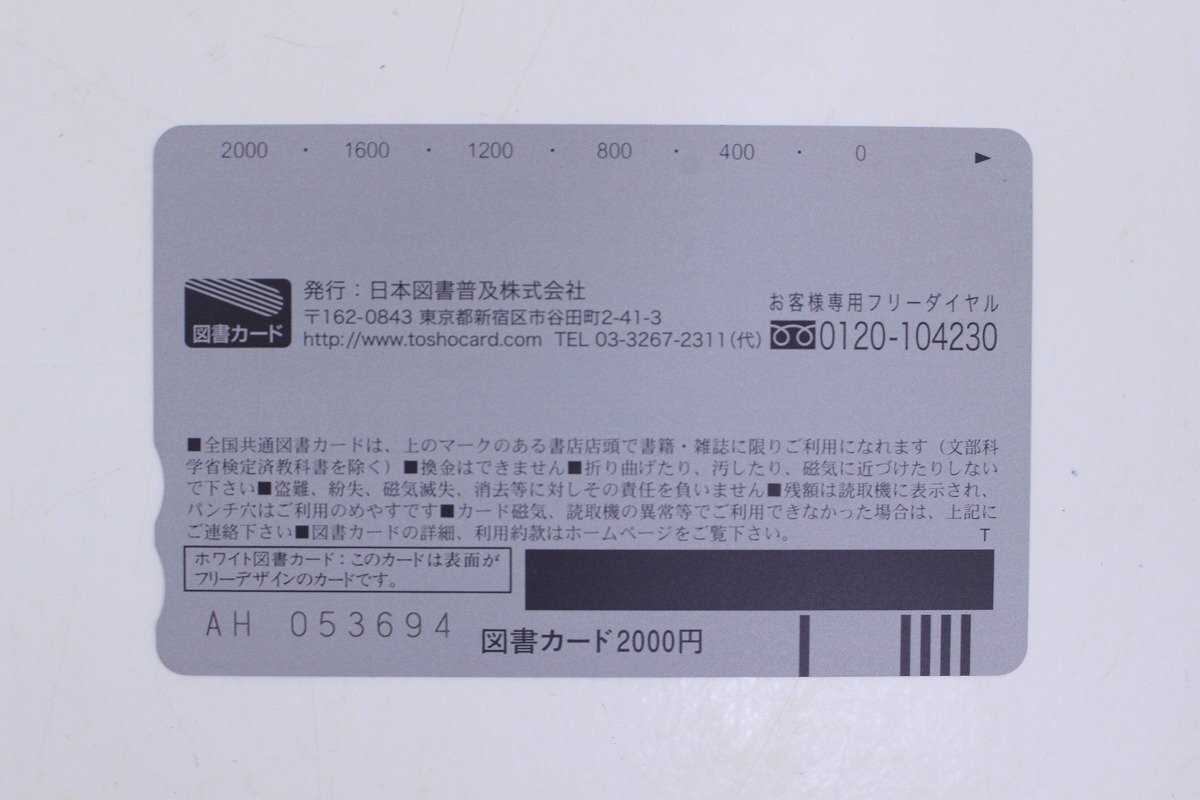 2000 ・ 1600 ・ 1200 ・ 800 ・ 400 ・ 0 ▶
図書カード
発行：日本図書普及株式会社
〒162-0843 東京都新宿区市谷田町2-41-3
http://www.toshocard.com TEL 03-3267-2311(代)
お客様専用フリーダイヤル
0120-104230
■全国共通図書カードは、上のマークのある書店店頭で書籍・雑誌に限りご利用になれます（文部科
学省検定済教科書を除く）■換金はできません■折り曲げたり、汚したり、磁気に近づけたりしない
で下さい■盗難、紛失、磁気滅失、消去等に対しその責任を負いません■残額は読取機に表示され、
パンチ穴はご利用のめやすです■カード磁気、読取機の異常等でご利用できなかった場合は、上記に
ご連絡下さい■図書カードの詳細、利用約款はホームページをご覧下さい。 T
ホワイト図書カード：このカードは表面が
フリーデザインのカードです。
AH 053694
図書カード2000円